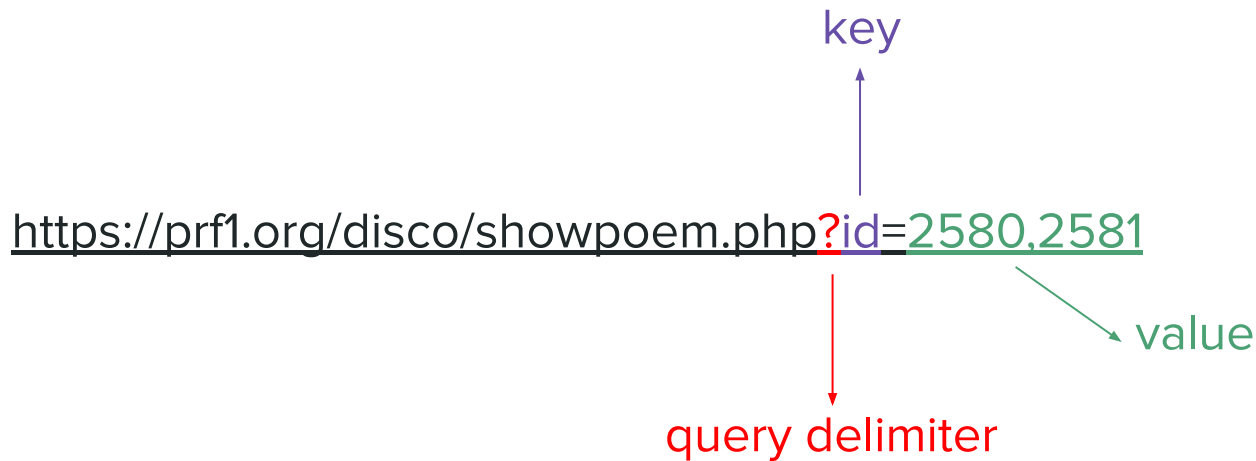 key
https://prf1.org/disco/showpoem.php?id=2580,2581
value
query delimiter